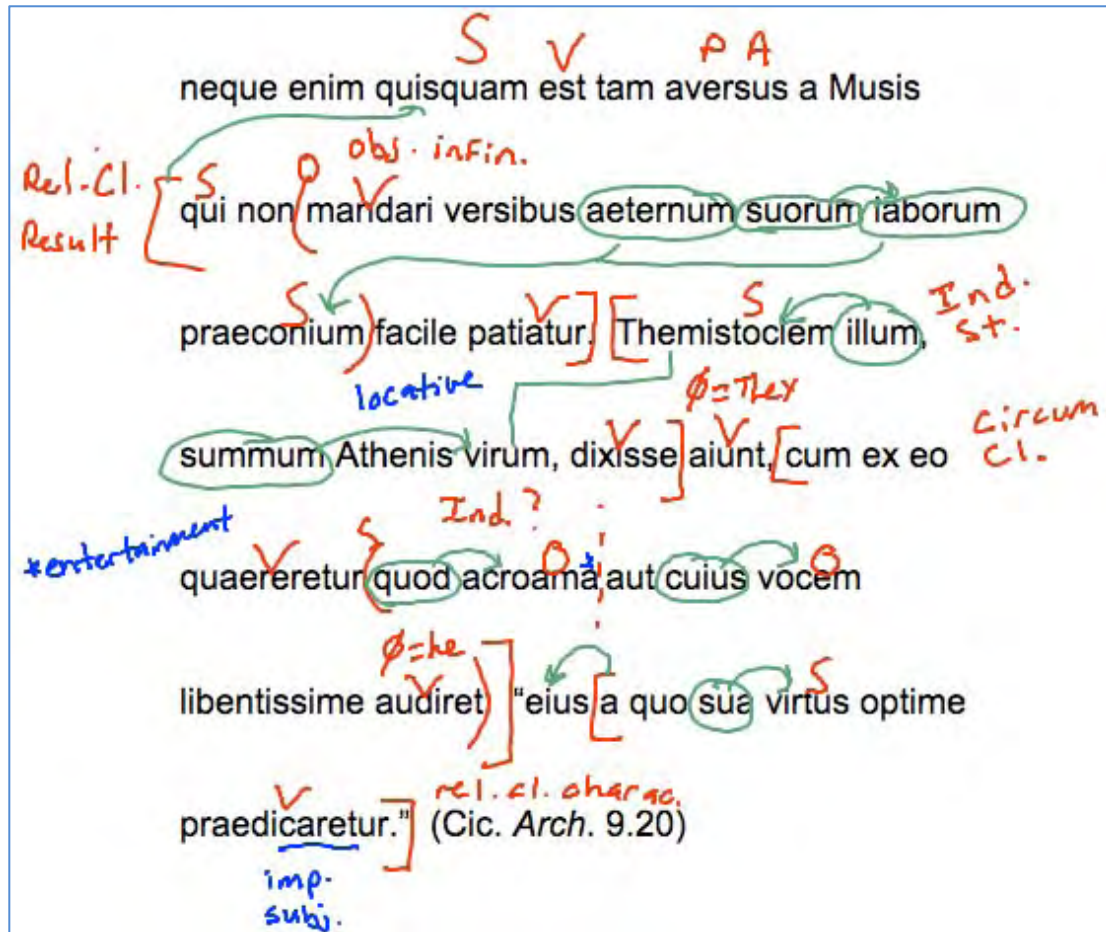 S V P A
neque enim quisquam est tam aversus a Musis
Rel. Cl. Result
S O V obj. infin.
qui non mandari versibus aeternum suorum laborum
S V S Ind. St.
praeconium facile patiatur. Themistoclem illum,
locative V Ø=They V circum Cl.
summum Athenis virum, dixisse aiunt, cum ex eo
*entertainment V S Ind? O * O
quaereretur quod acroama aut cuius vocem
Ø=he V S
libentissime audiret, "eius a quo sua virtus optime
V rel. cl. charac.
praedicaretur." (Cic. Arch. 9.20)
imp. subj.